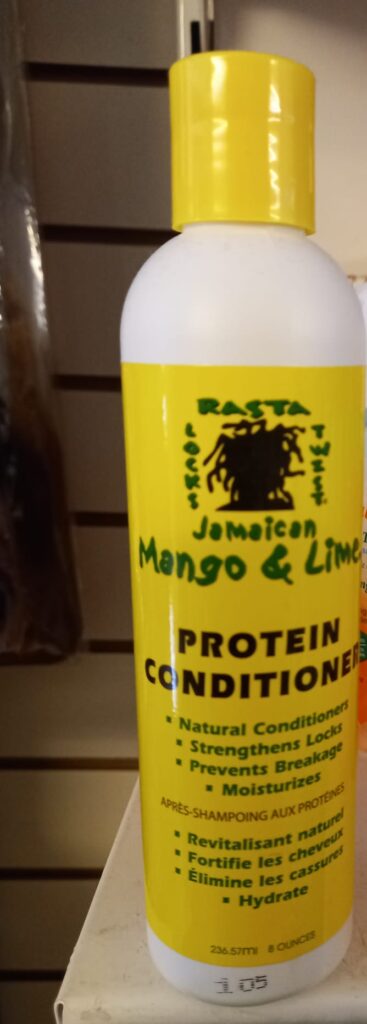 RASTA
LOCKS
TWIST
Jamaican
Mango & Lime
PROTEIN
CONDITIONER
▪ Natural Conditioners
▪ Strengthens Locks
▪ Prevents Breakage
▪ Moisturizes
APRÈS-SHAMPOING AUX PROTÉINES
▪ Revitalisant naturel
▪ Fortifie les cheveux
▪ Élimine les cassures
▪ Hydrate
236.57ml 8 OUNCES
105